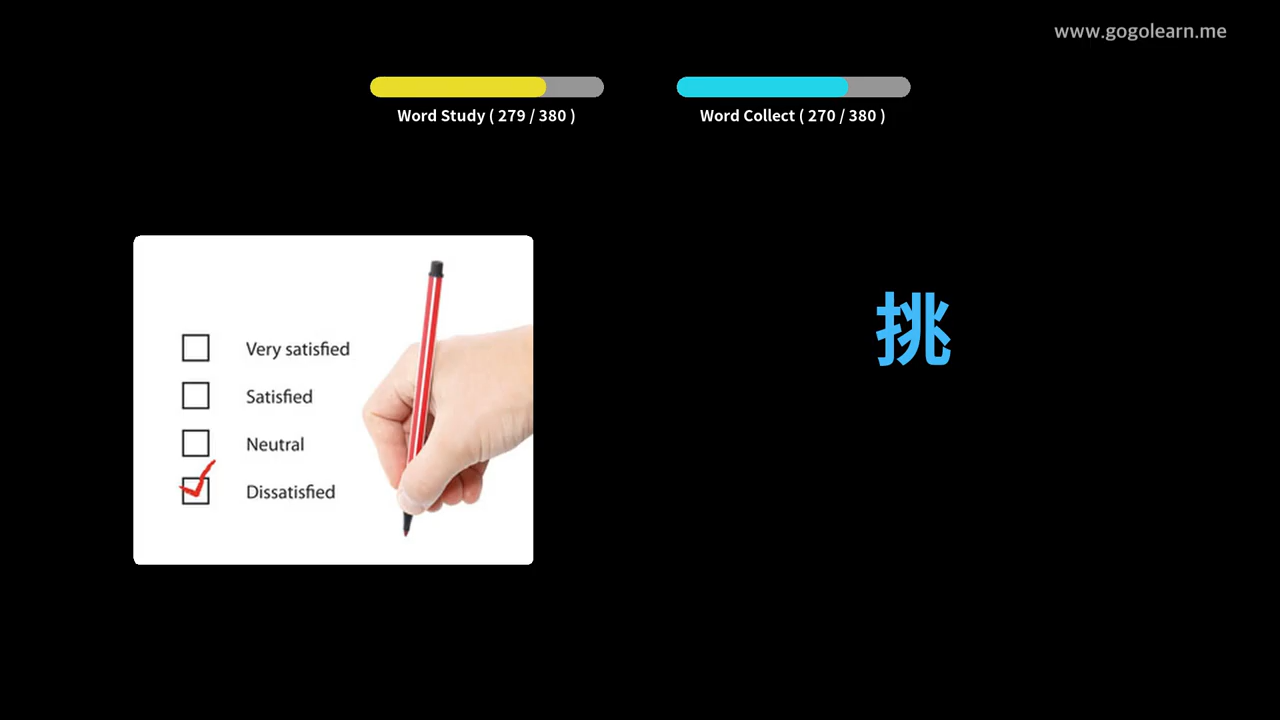 www.gogolearn.me
Word Study ( 279 / 380 )
Word Collect ( 270 / 380 )
挑
Very satisfied
Satisfied
Neutral
Dissatisfied